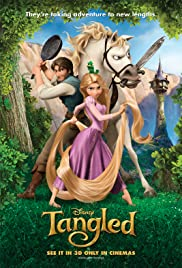 They're taking adventure to new lengths.
Disney
Tangled
SEE IT IN 3D ONLY IN CINEMAS